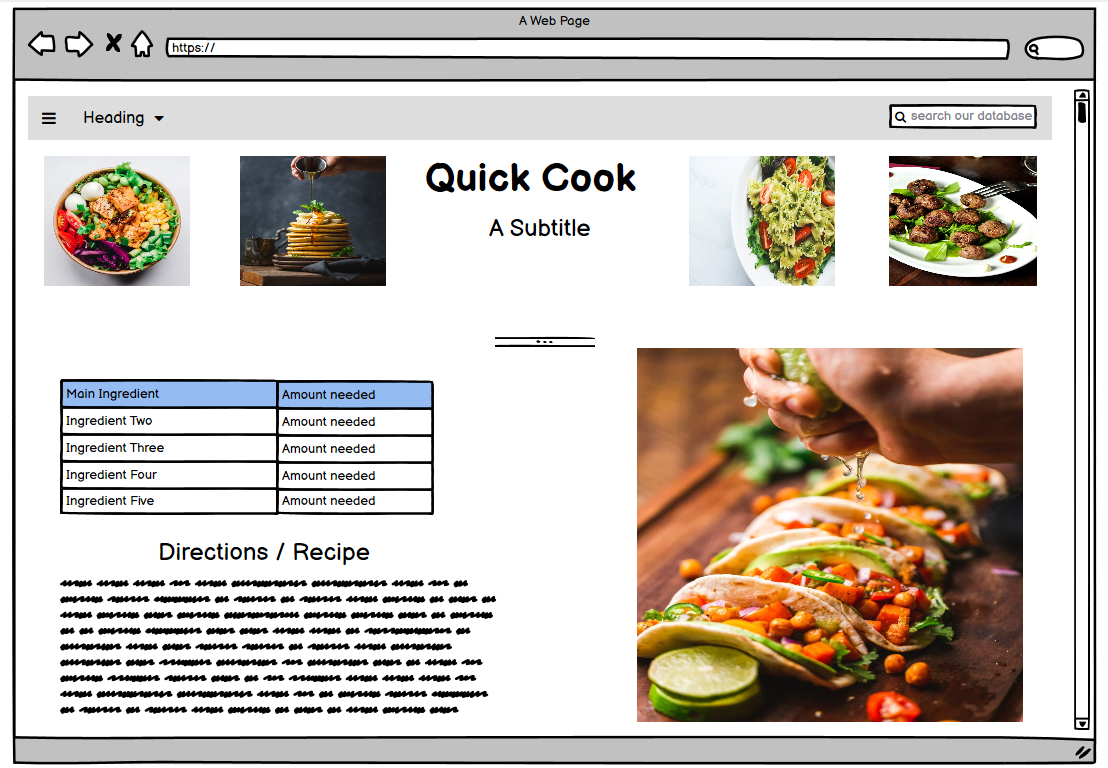 A Web Page
https://
Heading
search our database
Quick Cook
A Subtitle
Main Ingredient Amount needed
Ingredient Two Amount needed
Ingredient Three Amount needed
Ingredient Four Amount needed
Ingredient Five Amount needed
Directions / Recipe